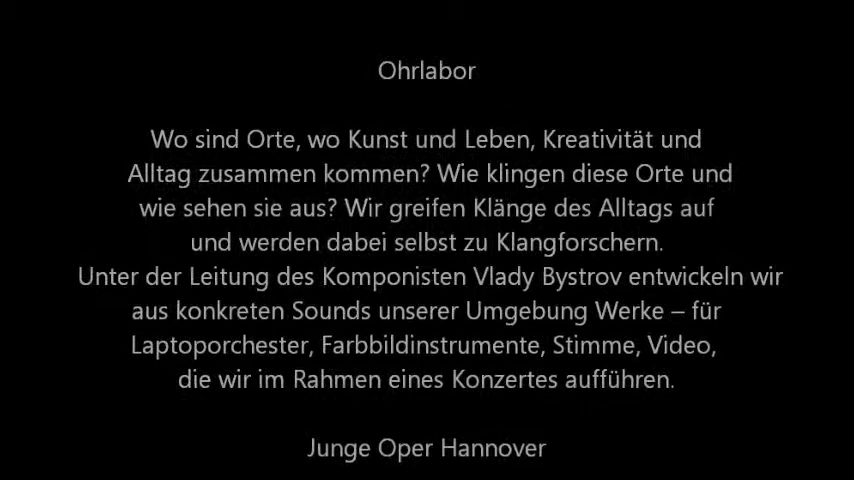 Ohrlabor
Wo sind Orte, wo Kunst und Leben, Kreativität und
Alltag zusammen kommen? Wie klingen diese Orte und
wie sehen sie aus? Wir greifen Klänge des Alltags auf
und werden dabei selbst zu Klangforschern.
Unter der Leitung des Komponisten Vlady Bystrov entwickeln wir
aus konkreten Sounds unserer Umgebung Werke – für
Laptoporchester, Farbbildinstrumente, Stimme, Video,
die wir im Rahmen eines Konzertes aufführen.
Junge Oper Hannover